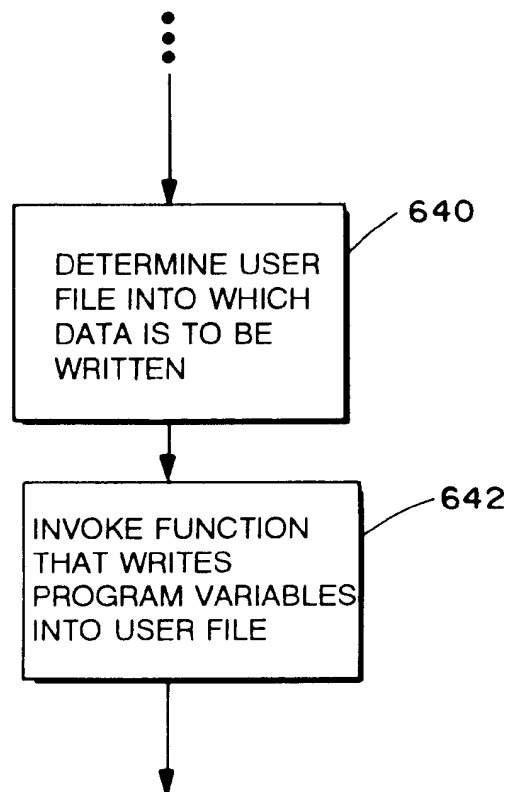 640
DETERMINE USER
FILE INTO WHICH
DATA IS TO BE
WRITTEN
642
INVOKE FUNCTION
THAT WRITES
PROGRAM VARIABLES
INTO USER FILE